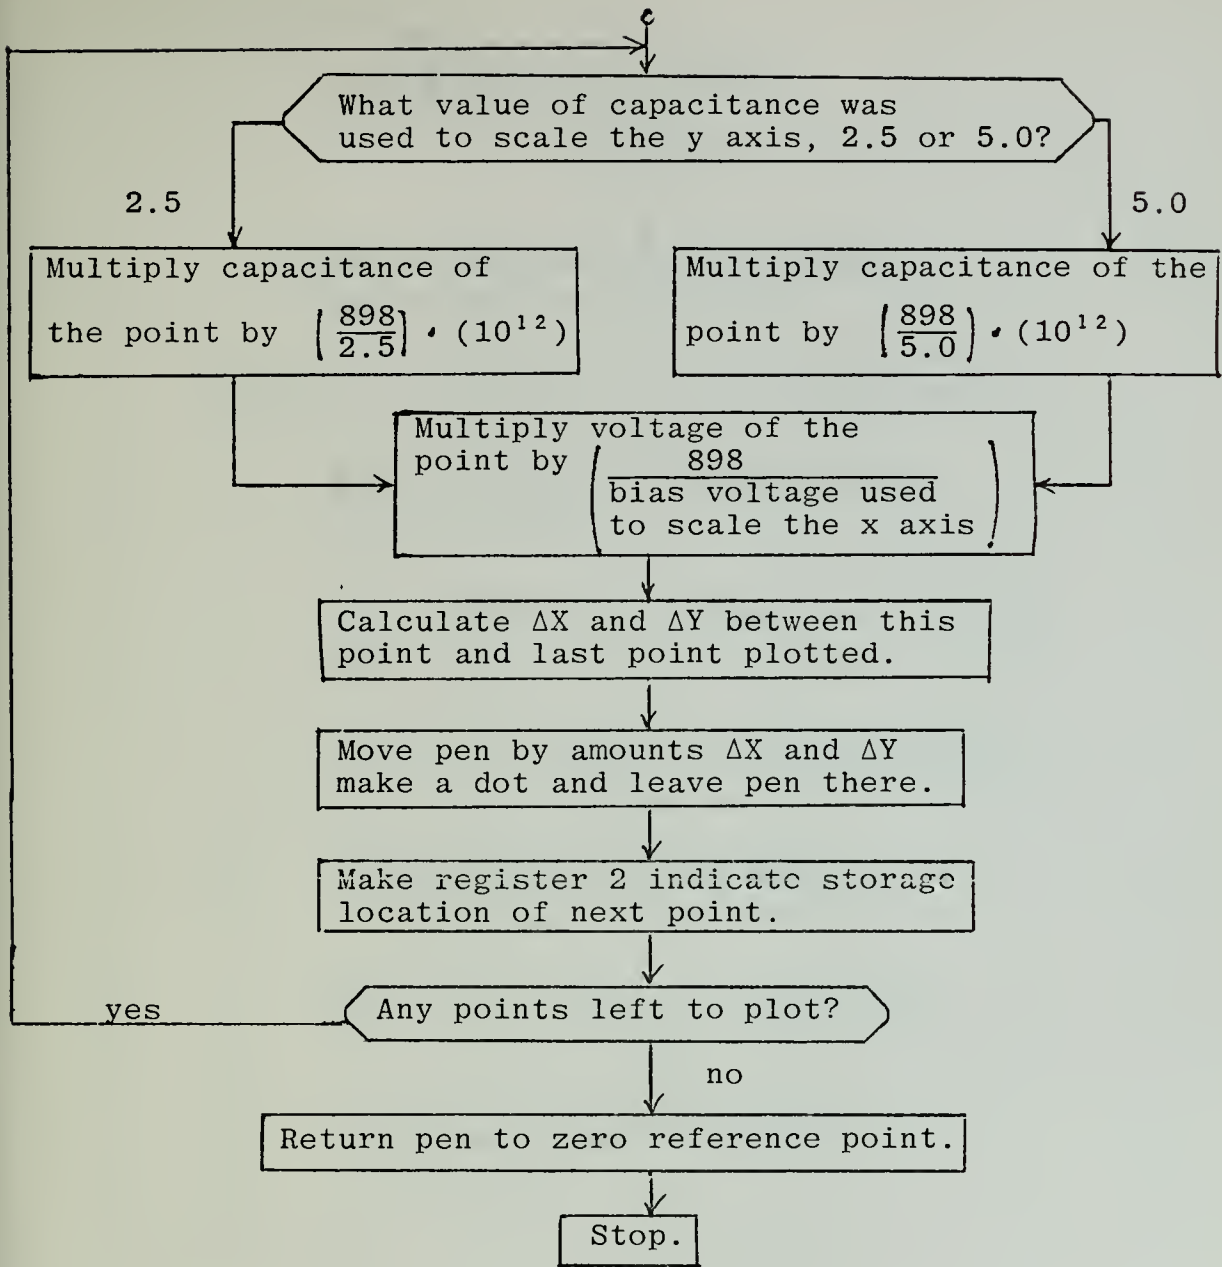 c
What value of capacitance was
used to scale the y axis, 2.5 or 5.0?
2.5
5.0
Multiply capacitance of
the point by (898/2.5) · (10¹²)
Multiply capacitance of the
point by (898/5.0) · (10¹²)
Multiply voltage of the
point by (898/
bias voltage used
to scale the x axis)
Calculate ΔX and ΔY between this
point and last point plotted.
Move pen by amounts ΔX and ΔY
make a dot and leave pen there.
Make register 2 indicate storage
location of next point.
yes
Any points left to plot?
no
Return pen to zero reference point.
Stop.